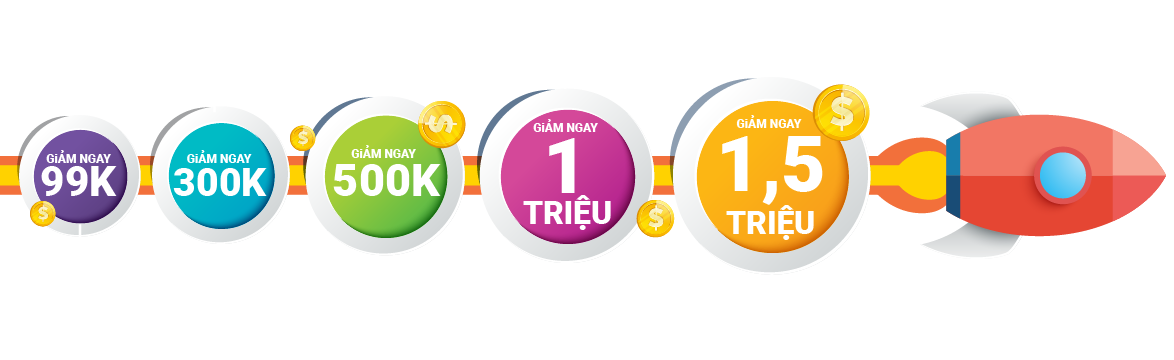 GiẢM NGAY
99K
GiẢM NGAY
300K
GiẢM NGAY
500K
GiẢM NGAY
1
TRIỆU
GiẢM NGAY
1,5
TRIỆU